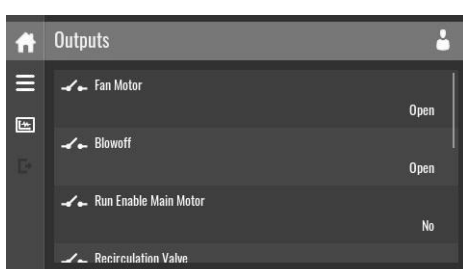 Outputs
Fan Motor
Open
Blowoff
Open
Run Enable Main Motor
No
Recirculation Valve